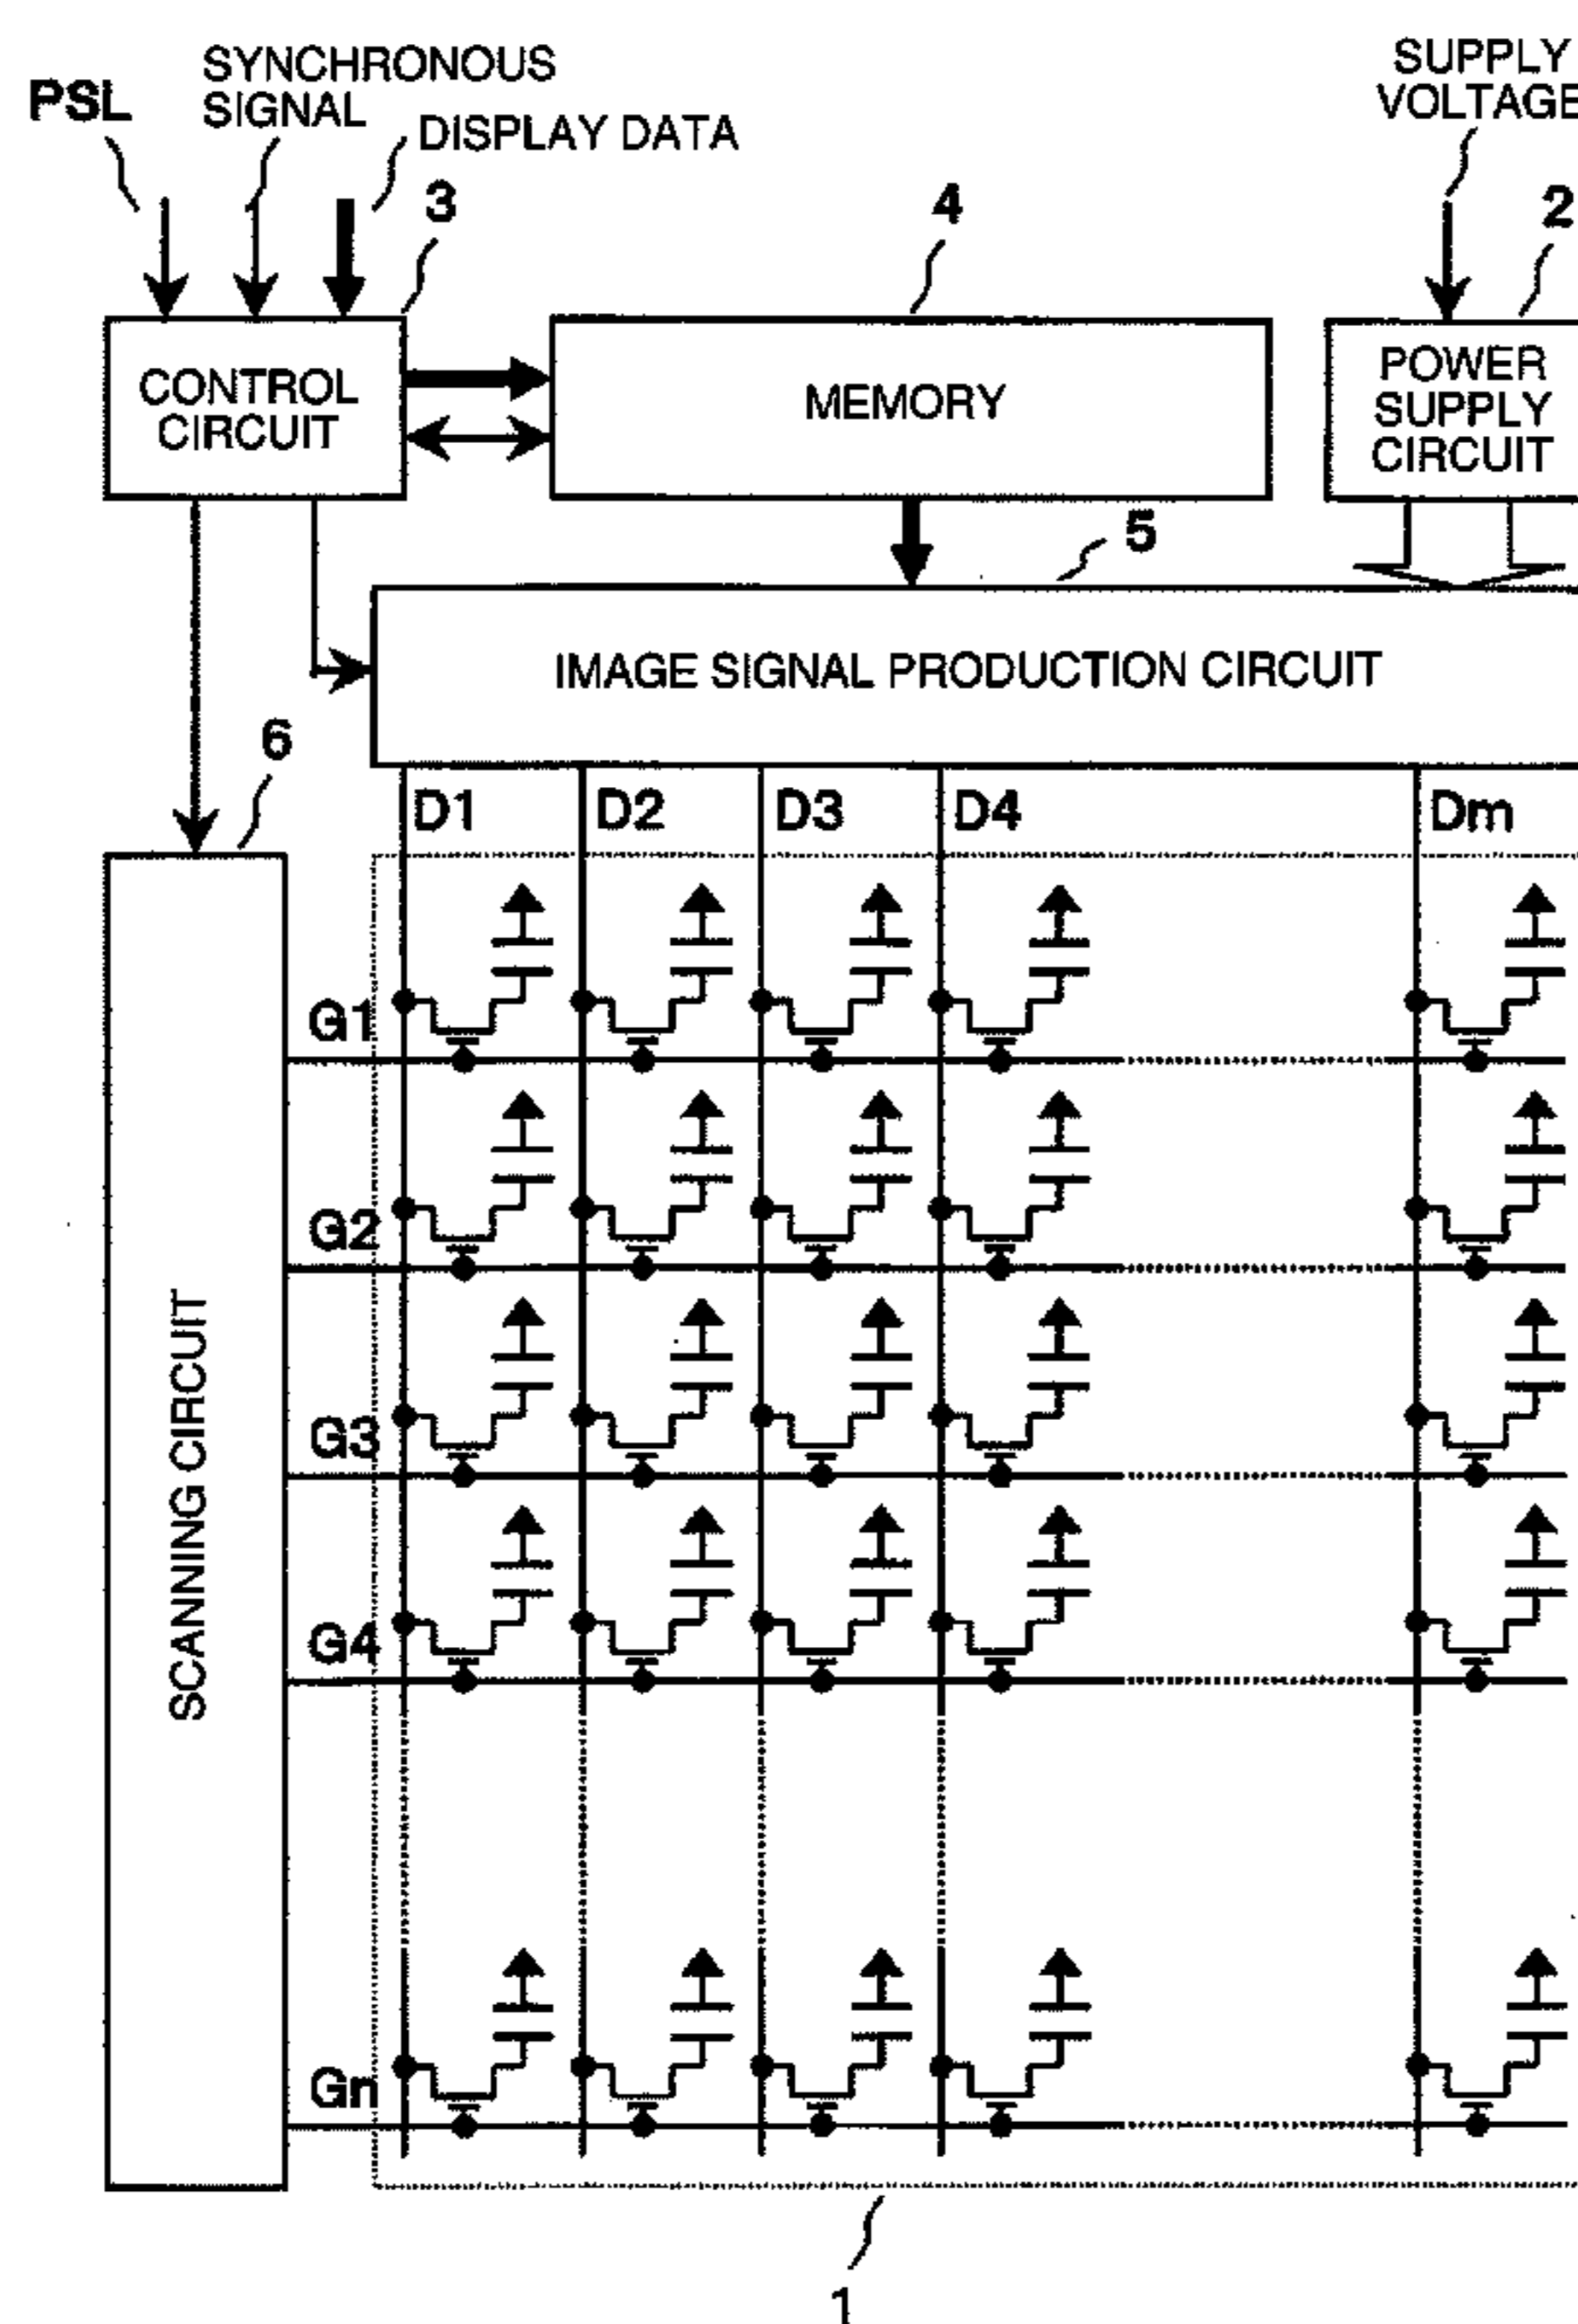 SYNCHRONOUS
SIGNAL
PSL
DISPLAY DATA
SUPPLY
VOLTAGE
3
4
2
CONTROL
CIRCUIT
MEMORY
POWER
SUPPLY
CIRCUIT
5
IMAGE SIGNAL PRODUCTION CIRCUIT
6
D1
D2
D3
D4
Dm
G1
G2
G3
G4
Gn
SCANNING CIRCUIT
1